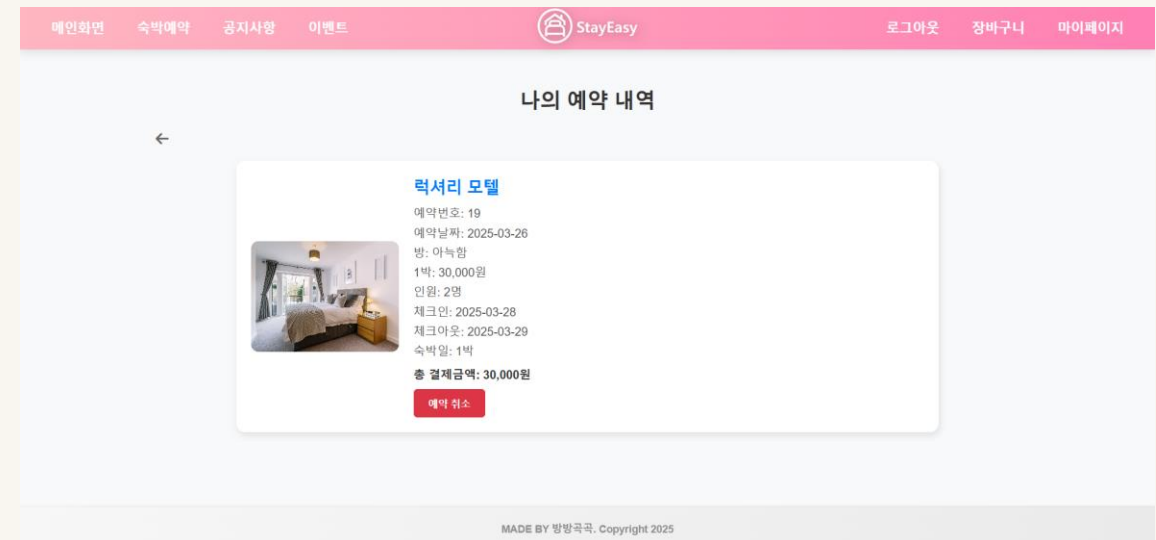 메인화면 숙박예약 공지사항 이벤트 StayEasy 로그아웃 장바구니 마이페이지
나의 예약 내역
←
럭셔리 모텔
예약번호: 19
예약날짜: 2025-03-26
방: 아늑함
1박: 30,000원
인원: 2명
체크인: 2025-03-28
체크아웃: 2025-03-29
숙박일: 1박
총 결제금액: 30,000원
예약 취소
MADE BY 방방곡곡. Copyright 2025